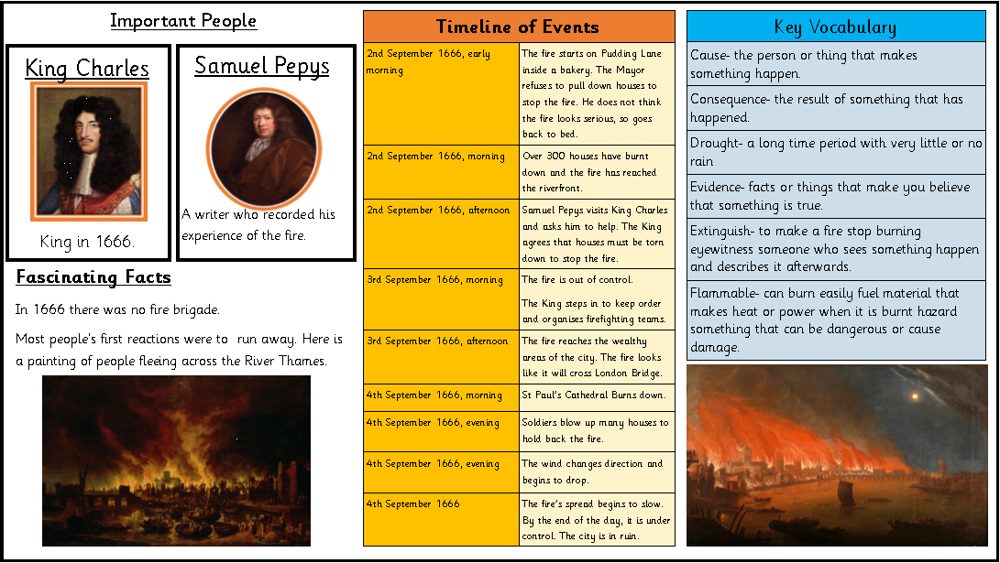 Important People
King Charles
King in 1666.
Samuel Pepys
A writer who recorded his
experience of the fire.
Fascinating Facts
In 1666 there was no fire brigade.
Most people's first reactions were to run away. Here is
a painting of people fleeing across the River Thames.
Timeline of Events
2nd September 1666, early
morning
The fire starts on Pudding Lane
inside a bakery. The Mayor
refuses to pull down houses to
stop the fire. He does not think
the fire looks serious, so goes
back to bed.
2nd September 1666, morning
Over 300 houses have burnt
down and the fire has reached
the riverfront.
2nd September 1666, afternoon
Samuel Pepys visits King Charles
and asks him to help. The King
agrees that houses must be torn
down to stop the fire.
3rd September 1666, morning
The fire is out of control.
The King steps in to keep order
and organises firefighting teams.
3rd September 1666, afternoon
The fire reaches the wealthy
areas of the city. The fire looks
like it will cross London Bridge.
4th September 1666, morning
St Paul's Cathedral Burns down.
4th September 1666, evening
Soldiers blow up many houses to
hold back the fire.
4th September 1666, evening
The wind changes direction and
begins to drop.
4th September 1666
The fire's spread begins to slow.
By the end of the day, it is under
control. The city is in ruin.
Key Vocabulary
Cause- the person or thing that makes
something happen.
Consequence- the result of something that has
happened.
Drought- a long time period with very little or no
rain
Evidence- facts or things that make you believe
that something is true.
Extinguish- to make a fire stop burning
eyewitness someone who sees something happen
and describes it afterwards.
Flammable- can burn easily fuel material that
makes heat or power when it is burnt hazard
something that can be dangerous or cause
damage.